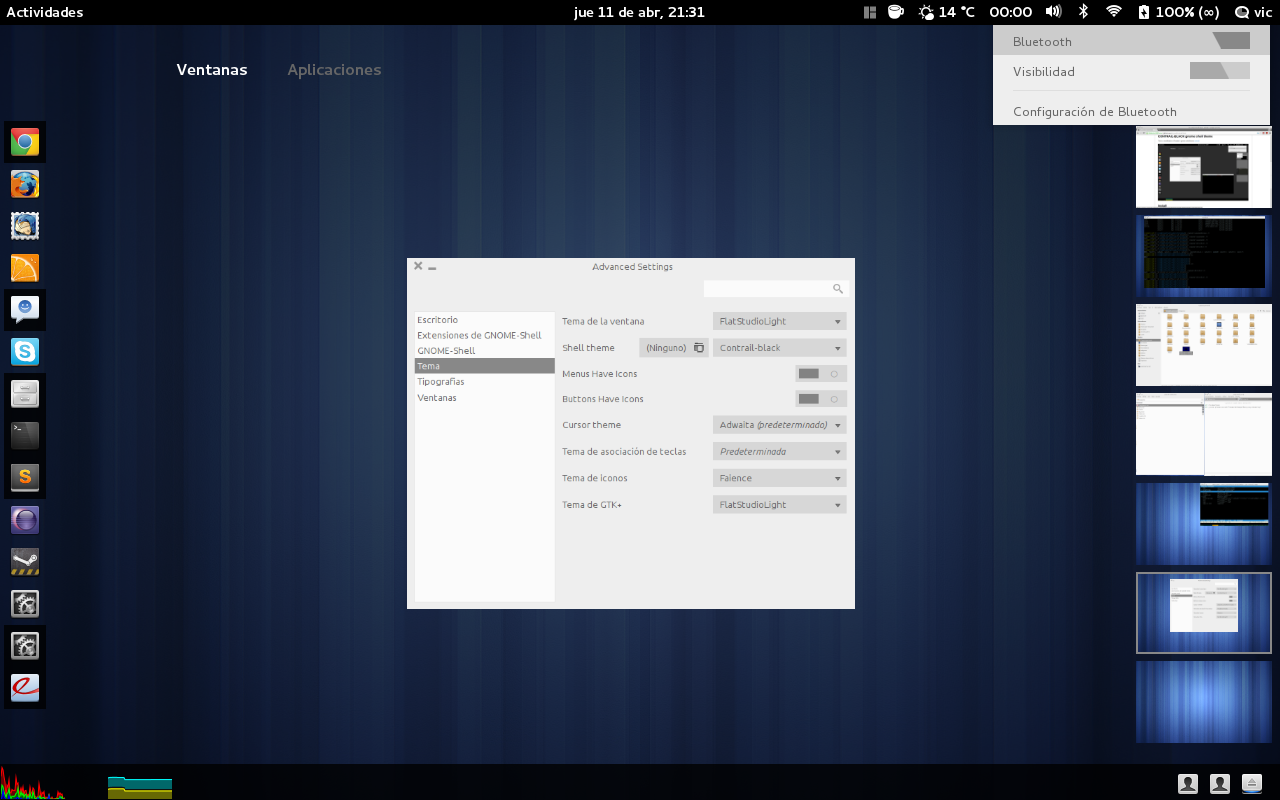 Actividades
jue 11 de abr, 21:31
14 °C
00:00
100% (∞)
vic
Ventanas
Aplicaciones
Bluetooth
Visibilidad
Configuración de Bluetooth
Advanced Settings
Escritorio
Extensiones de GNOME-Shell
GNOME-Shell
Tema
Tipografías
Ventanas
Tema de la ventana
FlatStudioLight
Shell theme
(Ninguno)
Contrail-black
Menus Have Icons
Buttons Have Icons
Cursor theme
Adwaita (predeterminado)
Tema de asociación de teclas
Predeterminada
Tema de iconos
Faience
Tema de GTK+
FlatStudioLight